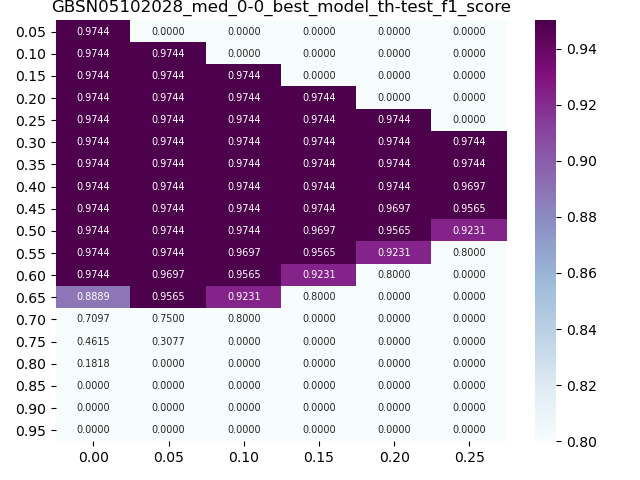 GBSN05102028_med_0-0_best_model_th-test_f1_score
0.05 0.9744 0.0000 0.0000 0.0000 0.0000 0.0000
0.10 0.9744 0.9744 0.0000 0.0000 0.0000 0.0000
0.15 0.9744 0.9744 0.9744 0.0000 0.0000 0.0000
0.20 0.9744 0.9744 0.9744 0.9744 0.0000 0.0000
0.25 0.9744 0.9744 0.9744 0.9744 0.9744 0.0000
0.30 0.9744 0.9744 0.9744 0.9744 0.9744 0.9744
0.35 0.9744 0.9744 0.9744 0.9744 0.9744 0.9744
0.40 0.9744 0.9744 0.9744 0.9744 0.9744 0.9697
0.45 0.9744 0.9744 0.9744 0.9744 0.9697 0.9565
0.50 0.9744 0.9744 0.9744 0.9697 0.9565 0.9231
0.55 0.9744 0.9744 0.9697 0.9565 0.9231 0.8000
0.60 0.9744 0.9697 0.9565 0.9231 0.8000 0.0000
0.65 0.8889 0.9565 0.9231 0.8000 0.0000 0.0000
0.70 0.7097 0.7500 0.8000 0.0000 0.0000 0.0000
0.75 0.4615 0.3077 0.0000 0.0000 0.0000 0.0000
0.80 0.1818 0.0000 0.0000 0.0000 0.0000 0.0000
0.85 0.0000 0.0000 0.0000 0.0000 0.0000 0.0000
0.90 0.0000 0.0000 0.0000 0.0000 0.0000 0.0000
0.95 0.0000 0.0000 0.0000 0.0000 0.0000 0.0000
0.00 0.05 0.10 0.15 0.20 0.25
0.94
0.92
0.90
0.88
0.86
0.84
0.82
0.80